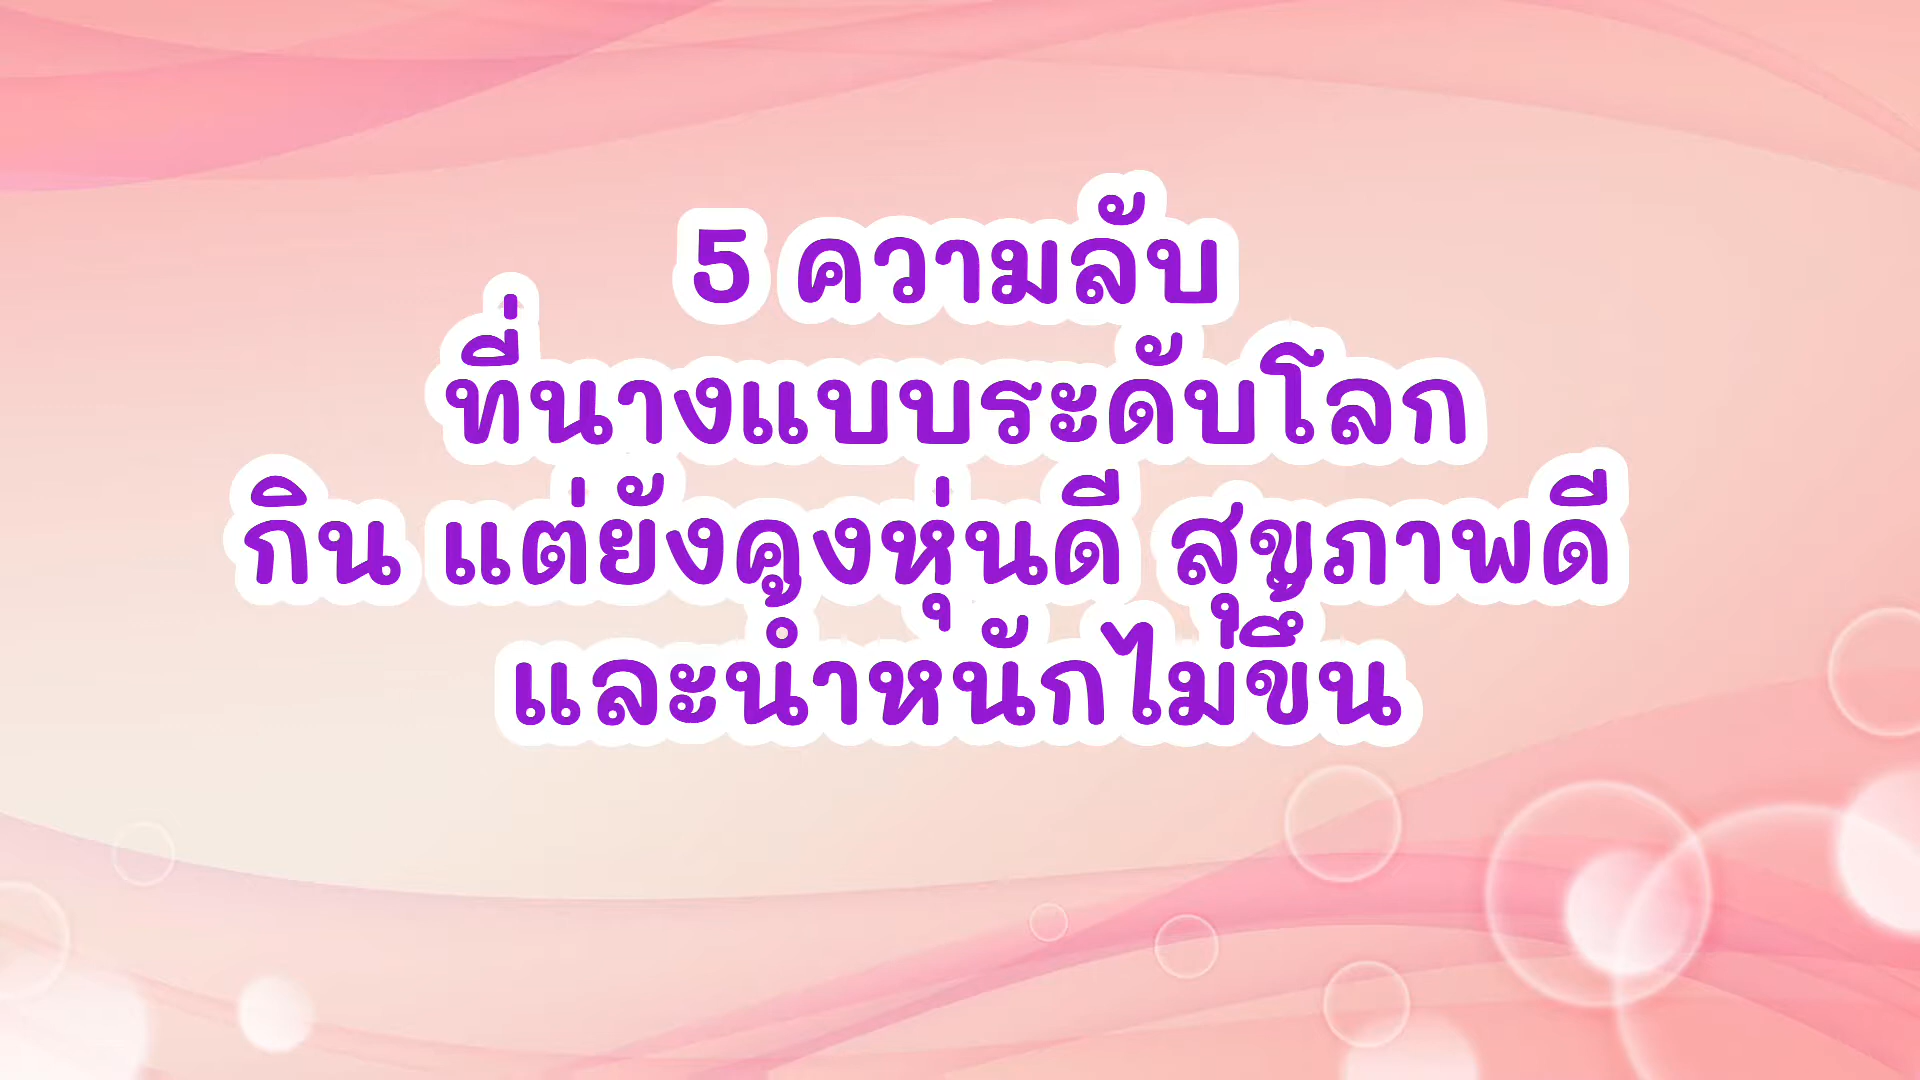 5 ความลับ
ที่นางแบบระดับโลก
กิน แต่ยังคงหุ่นดี สุขภาพดี
และน้ำหนักไม่ขึ้น